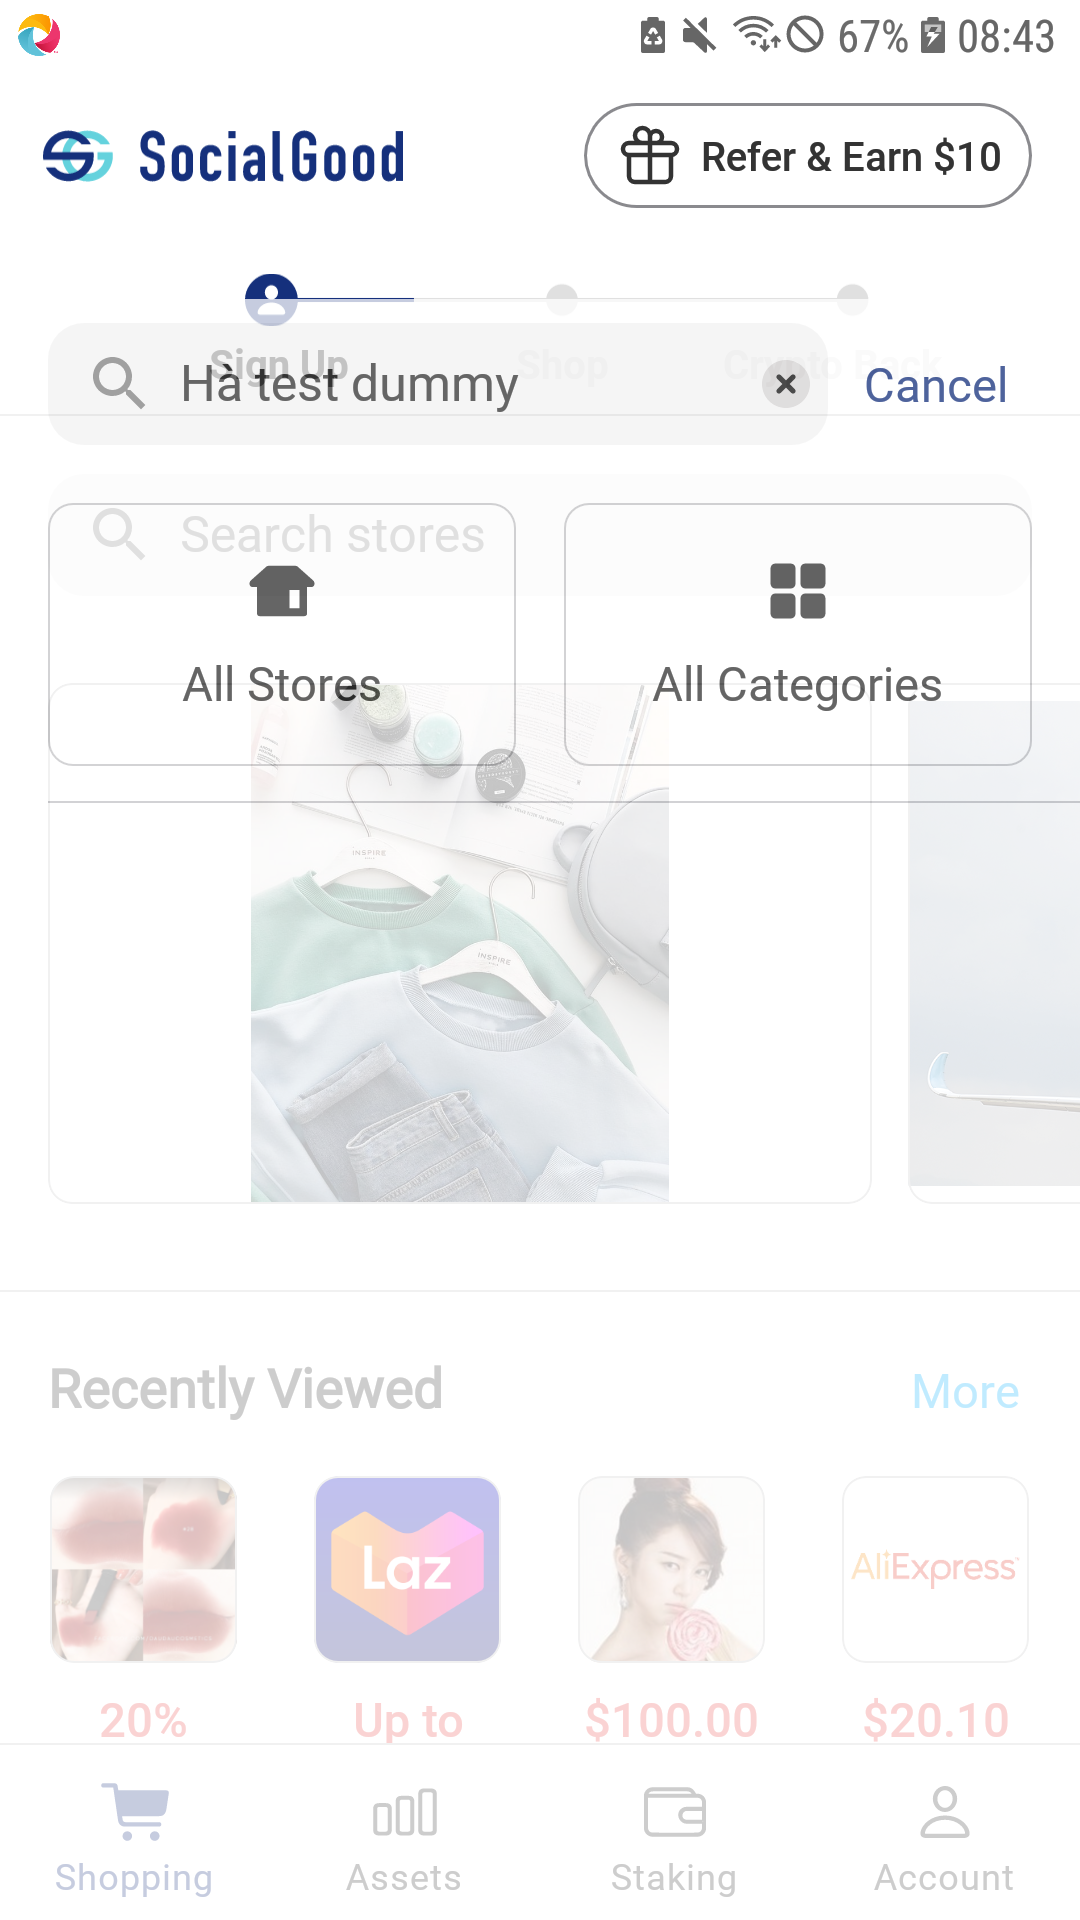 67% 08:43
SocialGood
Refer & Earn $10
Sign Up
Shop
Crypto Back
Hà test dummy
Cancel
Search stores
All Stores
All Categories
INSPIRE
INSPIRE
Recently Viewed
More
Laz
AliExpress
20%
Up to
$100.00
$20.10
Shopping
Assets
Staking
Account